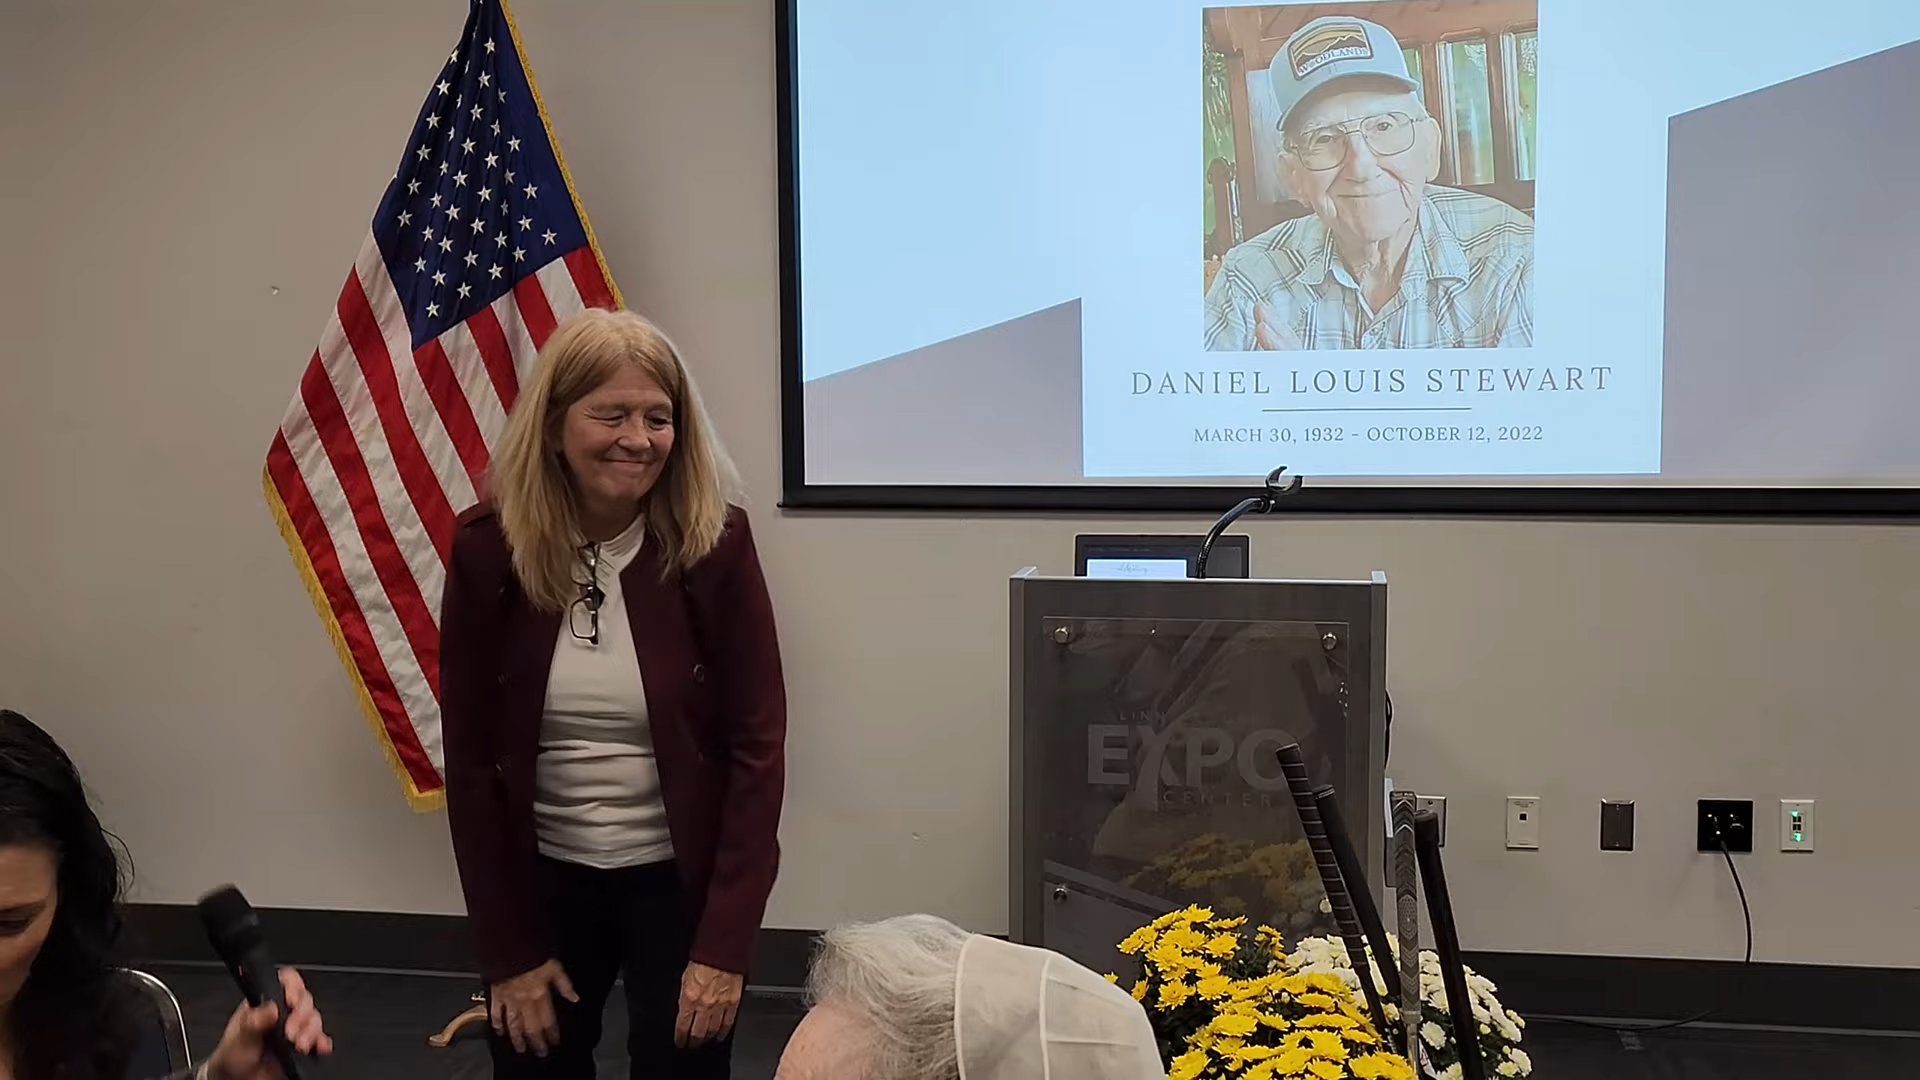 WOODLANDS
DANIEL LOUIS STEWART
MARCH 30, 1932 - OCTOBER 12, 2022
EXPO
CENTER